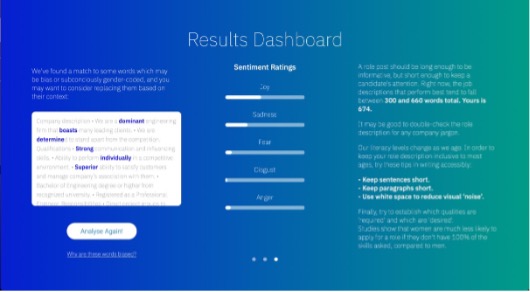 Results Dashboard
We've found a match to some words which may
be bias or subconciously gender-coded, and you
may want to consider replacing them based on
their context.
Company description • We are a dominant engineering
firm that boasts many leading clients. • We are
determine to stand apart from the competition.
Qualifications • Strong communication and influencing
skills. • Ability to perform individually in a competitive
environment. • Superior ability to satisfy customers
and manage company's association with them. •
Bachelor of Engineering degree or higher from
recognized university. • Registered as a Professional
Analyse Again!
Why are these words biased?
Sentiment Ratings
Joy
Sadness
Fear
Disgust
Anger
A role post should be long enough to be
informative, but short enough to keep a
candidate's attention. Right now, the job
descriptions that perform best tend to fall
between 300 and 660 words total. Yours is
674.
It may be good to double-check the role
description for any company jargon.
Our literacy levels change as we age. In order to
keep your role description inclusive to most
ages, try these tips in writing accessibly:
- Keep sentences short.
- Keep paragraphs short.
- Use white space to reduce visual 'noise'.
Finally, try to establish which qualities are
'required' and which are 'desired'.
Studies show that women are much less likely to
apply for a role if they don't have 100% of the
skills asked, compared to men.